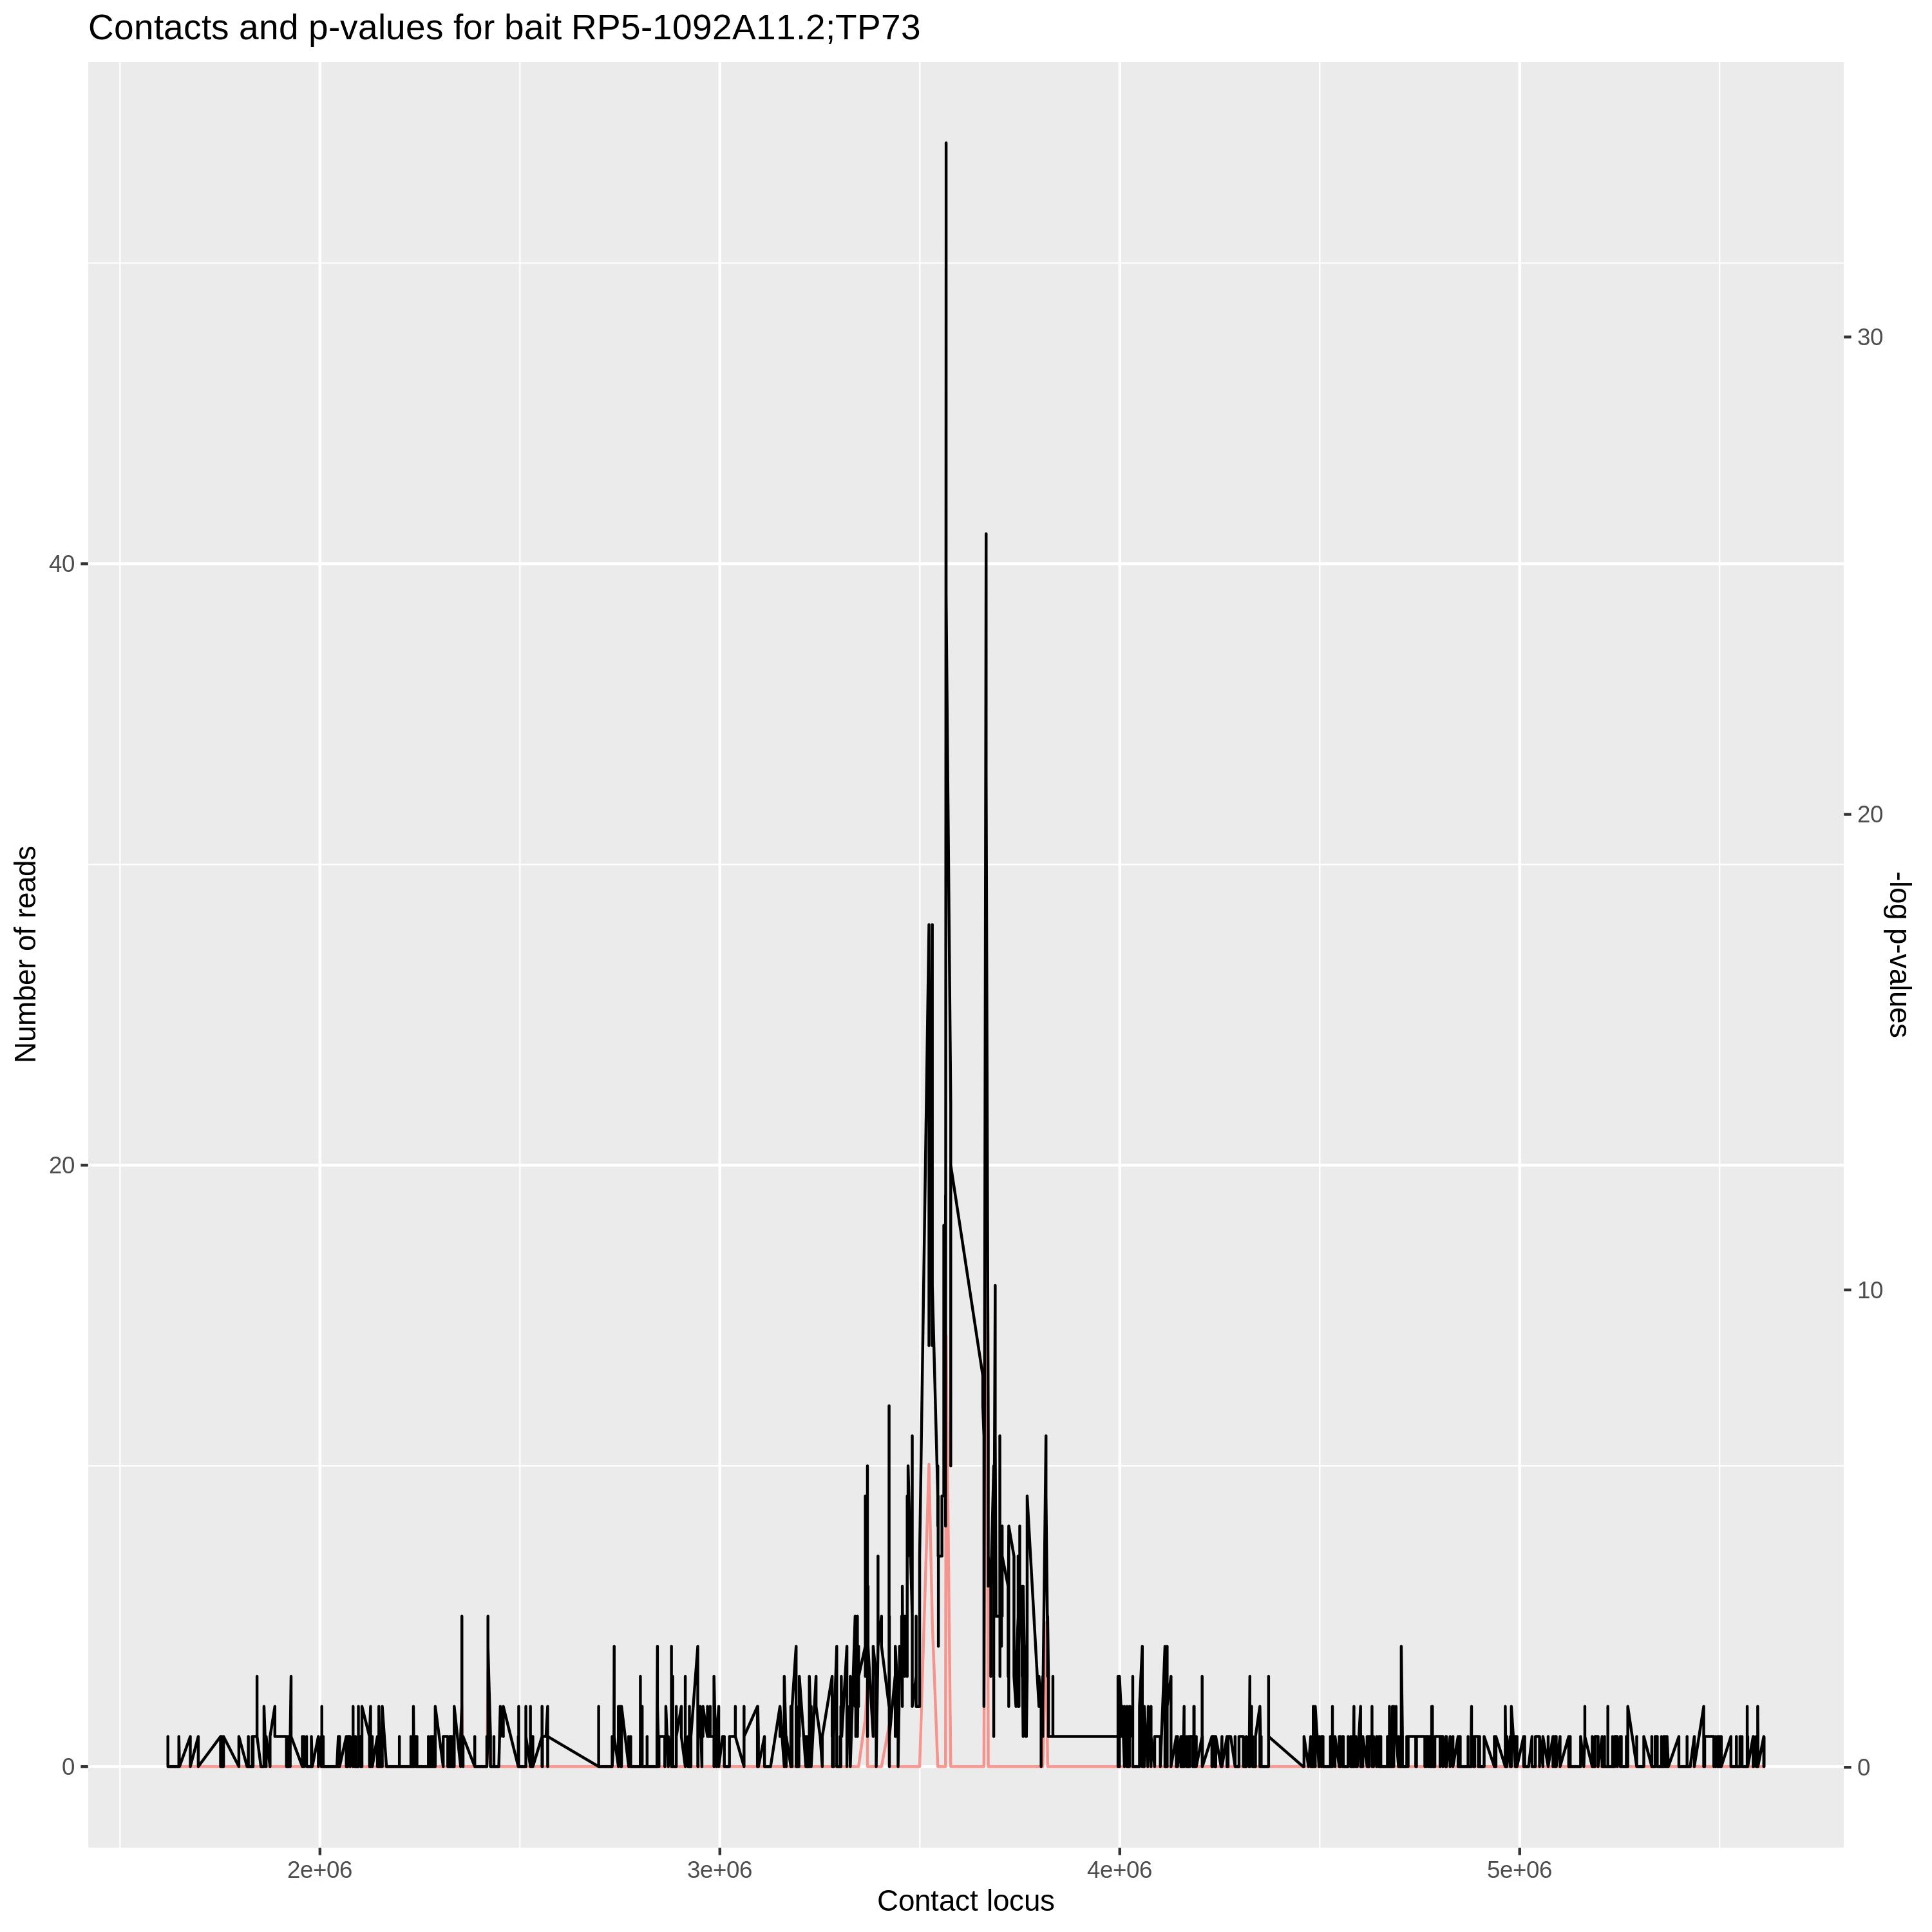 Contacts and p-values for bait RP5-1092A11.2;TP73
Number of reads
40
20
0
30
20
10
0
-log p-values
2e+06 3e+06 4e+06 5e+06
Contact locus